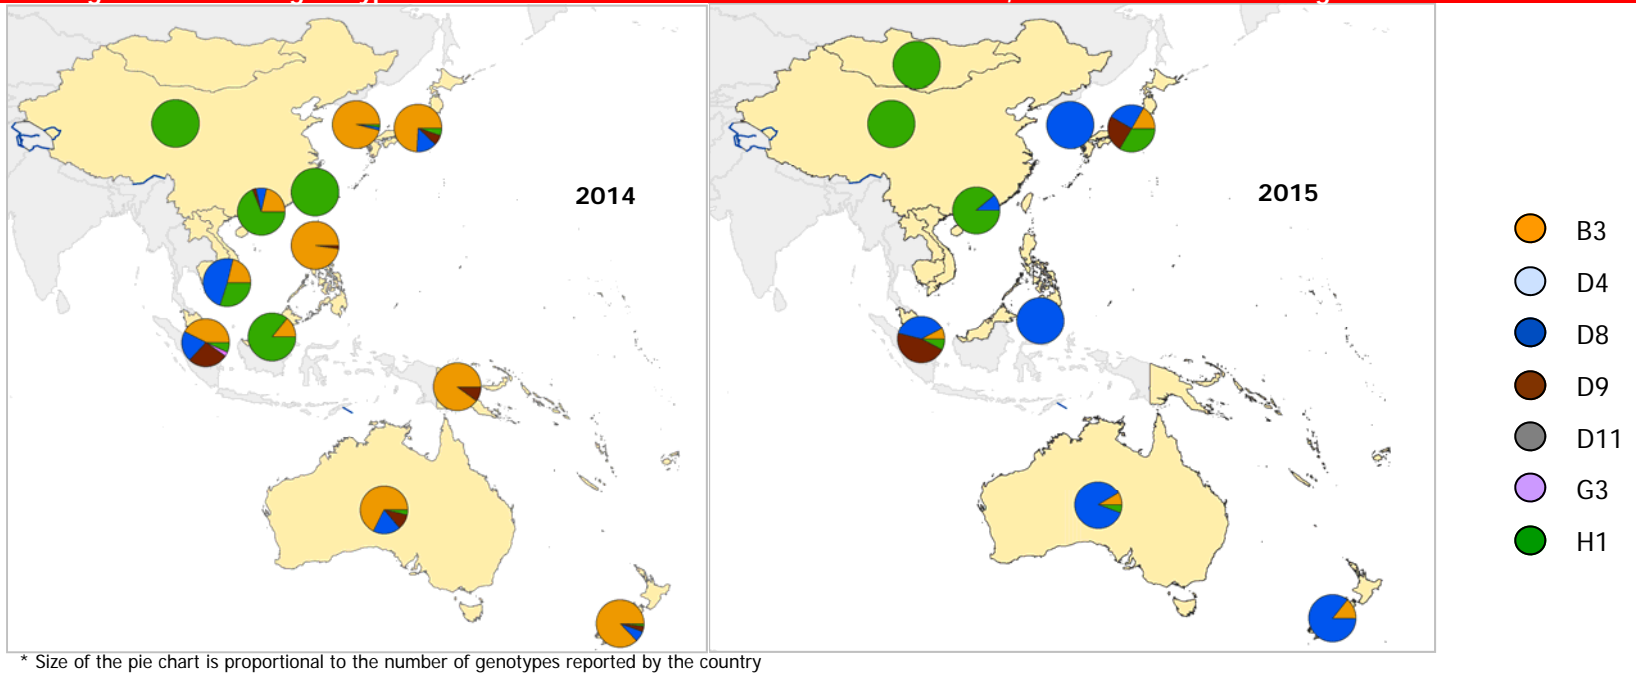 2014
2015
B3
D4
D8
D9
D11
G3
H1
* Size of the pie chart is proportional to the number of genotypes reported by the country